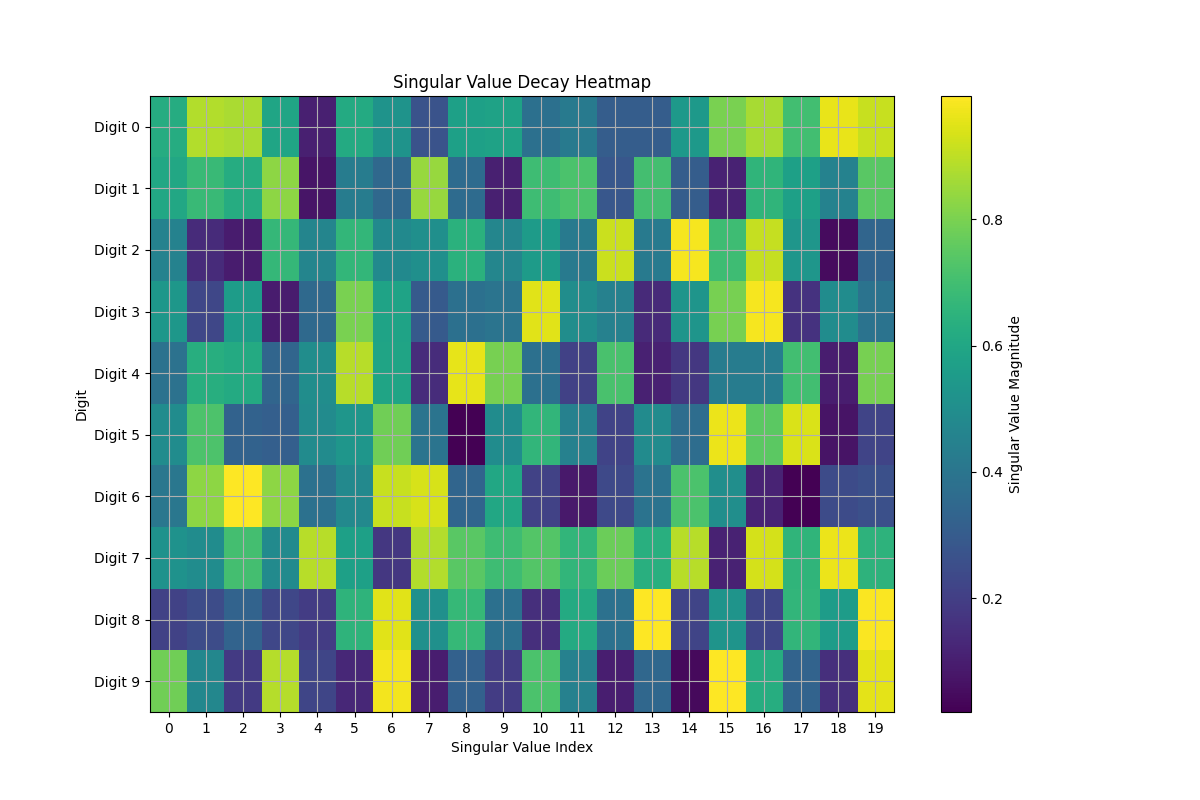 Singular Value Decay Heatmap
Digit
Digit 0
Digit 1
Digit 2
Digit 3
Digit 4
Digit 5
Digit 6
Digit 7
Digit 8
Digit 9
0 1 2 3 4 5 6 7 8 9 10 11 12 13 14 15 16 17 18 19
Singular Value Index
0.8
0.6
0.4
0.2
Singular Value Magnitude